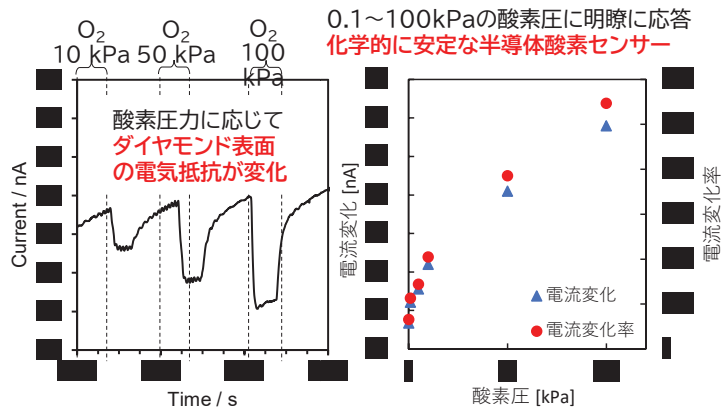 0.1～100kPaの酸素圧に明瞭に応答
化学的に安定な半導体酸素センサー
O2 O2 O2
10 kPa 50 kPa 100 kPa
酸素圧力に応じて
ダイヤモンド表面
の電気抵抗が変化
Current / nA
Time / s
電流変化 [nA]
電流変化率
電流変化
電流変化率
酸素圧 [kPa]